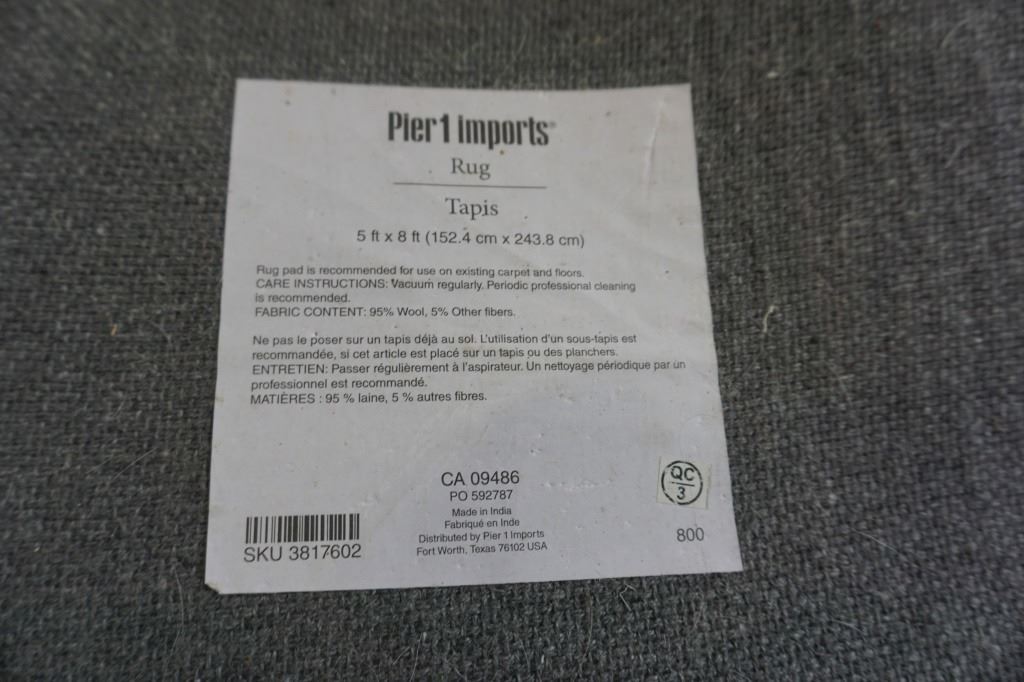 Pier 1 imports®
Rug
Tapis
5 ft x 8 ft (152.4 cm x 243.8 cm)
Rug pad is recommended for use on existing carpet and floors.
CARE INSTRUCTIONS: Vacuum regularly. Periodic professional cleaning
is recommended.
FABRIC CONTENT: 95% Wool, 5% Other fibers.
Ne pas le poser sur un tapis déjà au sol. L'utilisation d'un sous-tapis est
recommandée, si cet article est placé sur un tapis ou des planchers.
ENTRETIEN: Passer régulièrement à l'aspirateur. Un nettoyage périodique par un
professionnel est recommandé.
MATIÈRES : 95 % laine, 5 % autres fibres.
CA 09486
PO 592787
Made in India
Fabriqué en Inde
Distributed by Pier 1 Imports
Fort Worth, Texas 76102 USA
SKU 3817602
QC
3
800